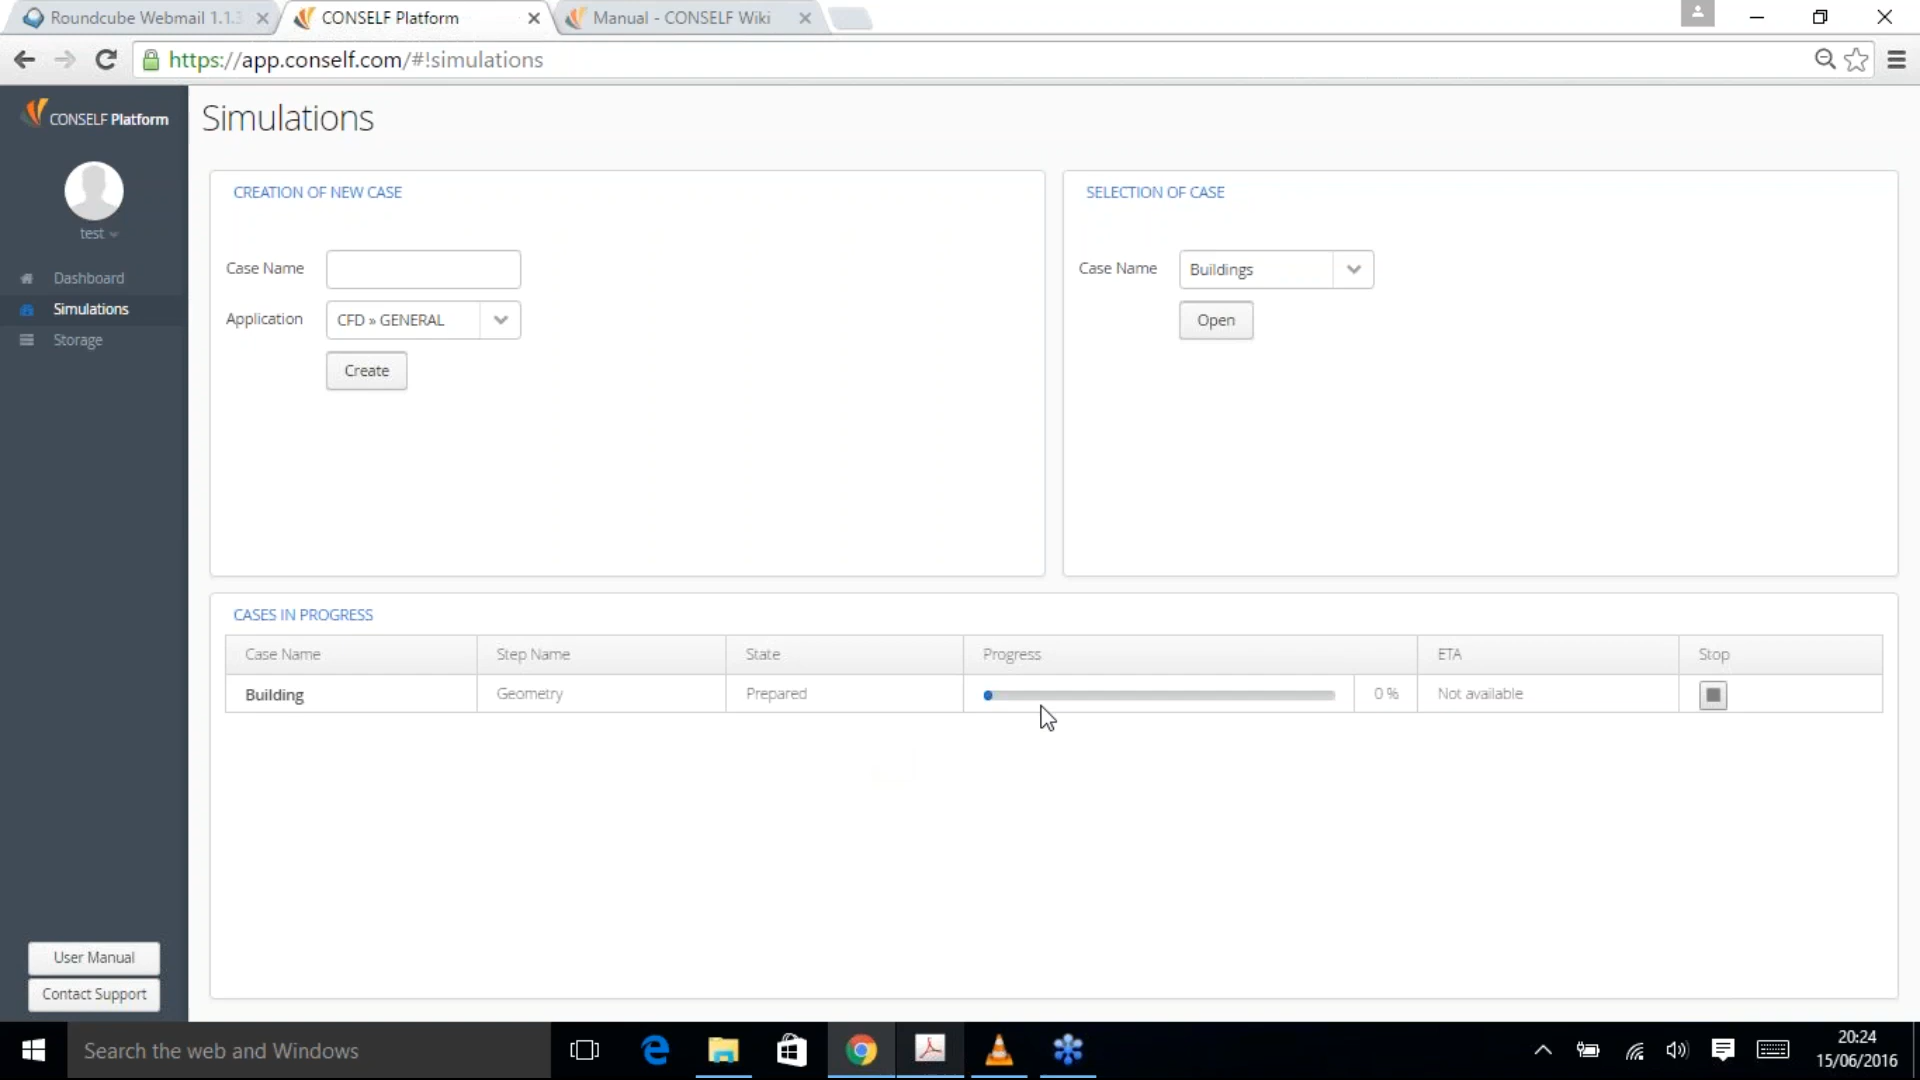 Roundcube Webmail 1.1.3
CONSELF Platform
Manual - CONSELF Wiki
https://app.conself.com/#!simulations
CONSELF Platform
test
Dashboard
Simulations
Storage
User Manual
Contact Support
Simulations
CREATION OF NEW CASE
Case Name
Application CFD » GENERAL
Create
SELECTION OF CASE
Case Name Buildings
Open
CASES IN PROGRESS
Case Name Step Name State Progress ETA Stop
Building Geometry Prepared 0 % Not available
Search the web and Windows
20:24
15/06/2016